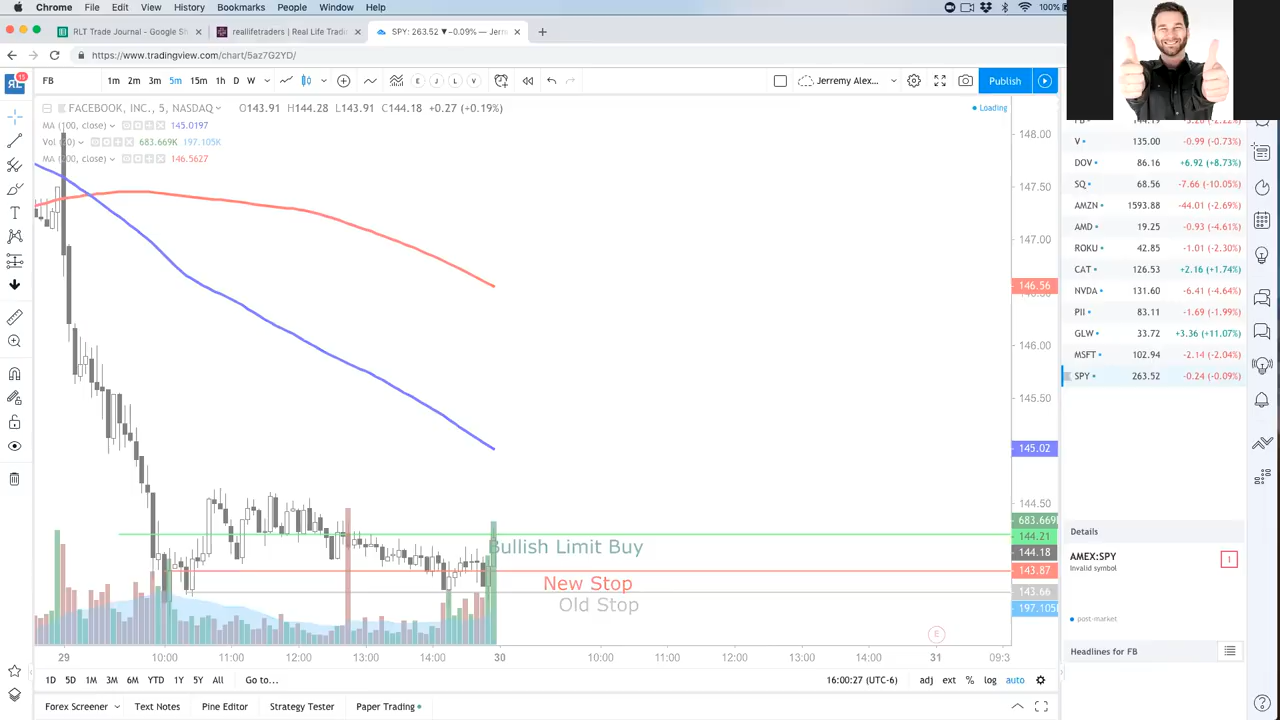 Chrome File Edit View History Bookmarks People Window Help 100%
RLT Trade Journal - Google Sh × reallifetraders | Real Life Tradi × SPY: 263.52 ▼-0.09% — Jerr × +
https://www.tradingview.com/chart/5az7G2YD/
15 FB 1m 2m 3m 5m 15m 1h D W E J L V Jerremy Alex... Publish
FACEBOOK, INC., 5, NASDAQ O143.91 H144.28 L143.91 C144.18 +0.27 (+0.19%)
Loading
MA (100, close) 145.0197
683.669K 197.105K
146.5627
148.00
147.50
147.00
146.56
146.00
145.50
145.02
144.50
683.669K
144.21
144.18
143.87
143.66
197.105K
Bullish Limit Buy
New Stop
Old Stop
E
29 10:00 11:00 12:00 13:00 14:00 30 10:00 11:00 12:00 13:00 14:00 31 09:3
1D 5D 1M 3M 6M YTD 1Y 5Y All Go to... 16:00:27 (UTC-6) adj ext % log auto
Forex Screener Text Notes Pine Editor Strategy Tester Paper Trading
V 135.00 -0.99 (-0.73%)
DOV 86.16 +6.92 (+8.73%)
SQ 68.56 -7.66 (-10.05%)
AMZN 1593.88 -44.01 (-2.69%)
AMD 19.25 -0.93 (-4.61%)
ROKU 42.85 -1.01 (-2.30%)
CAT 126.53 +2.16 (+1.74%)
NVDA 131.60 -6.41 (-4.64%)
PII 83.11 -1.69 (-1.99%)
GLW 33.72 +3.36 (+11.07%)
MSFT 102.94 -2.14 (-2.04%)
SPY 263.52 -0.24 (-0.09%)
Details
AMEX:SPY 1
Invalid symbol
post-market
Headlines for FB